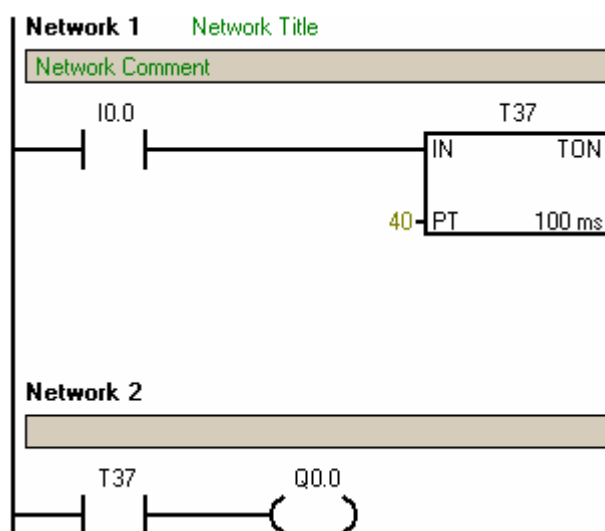 Network 1 Network Title
Network Comment
I0.0 T37
IN TON
40 PT 100 ms
Network 2
T37 Q0.0